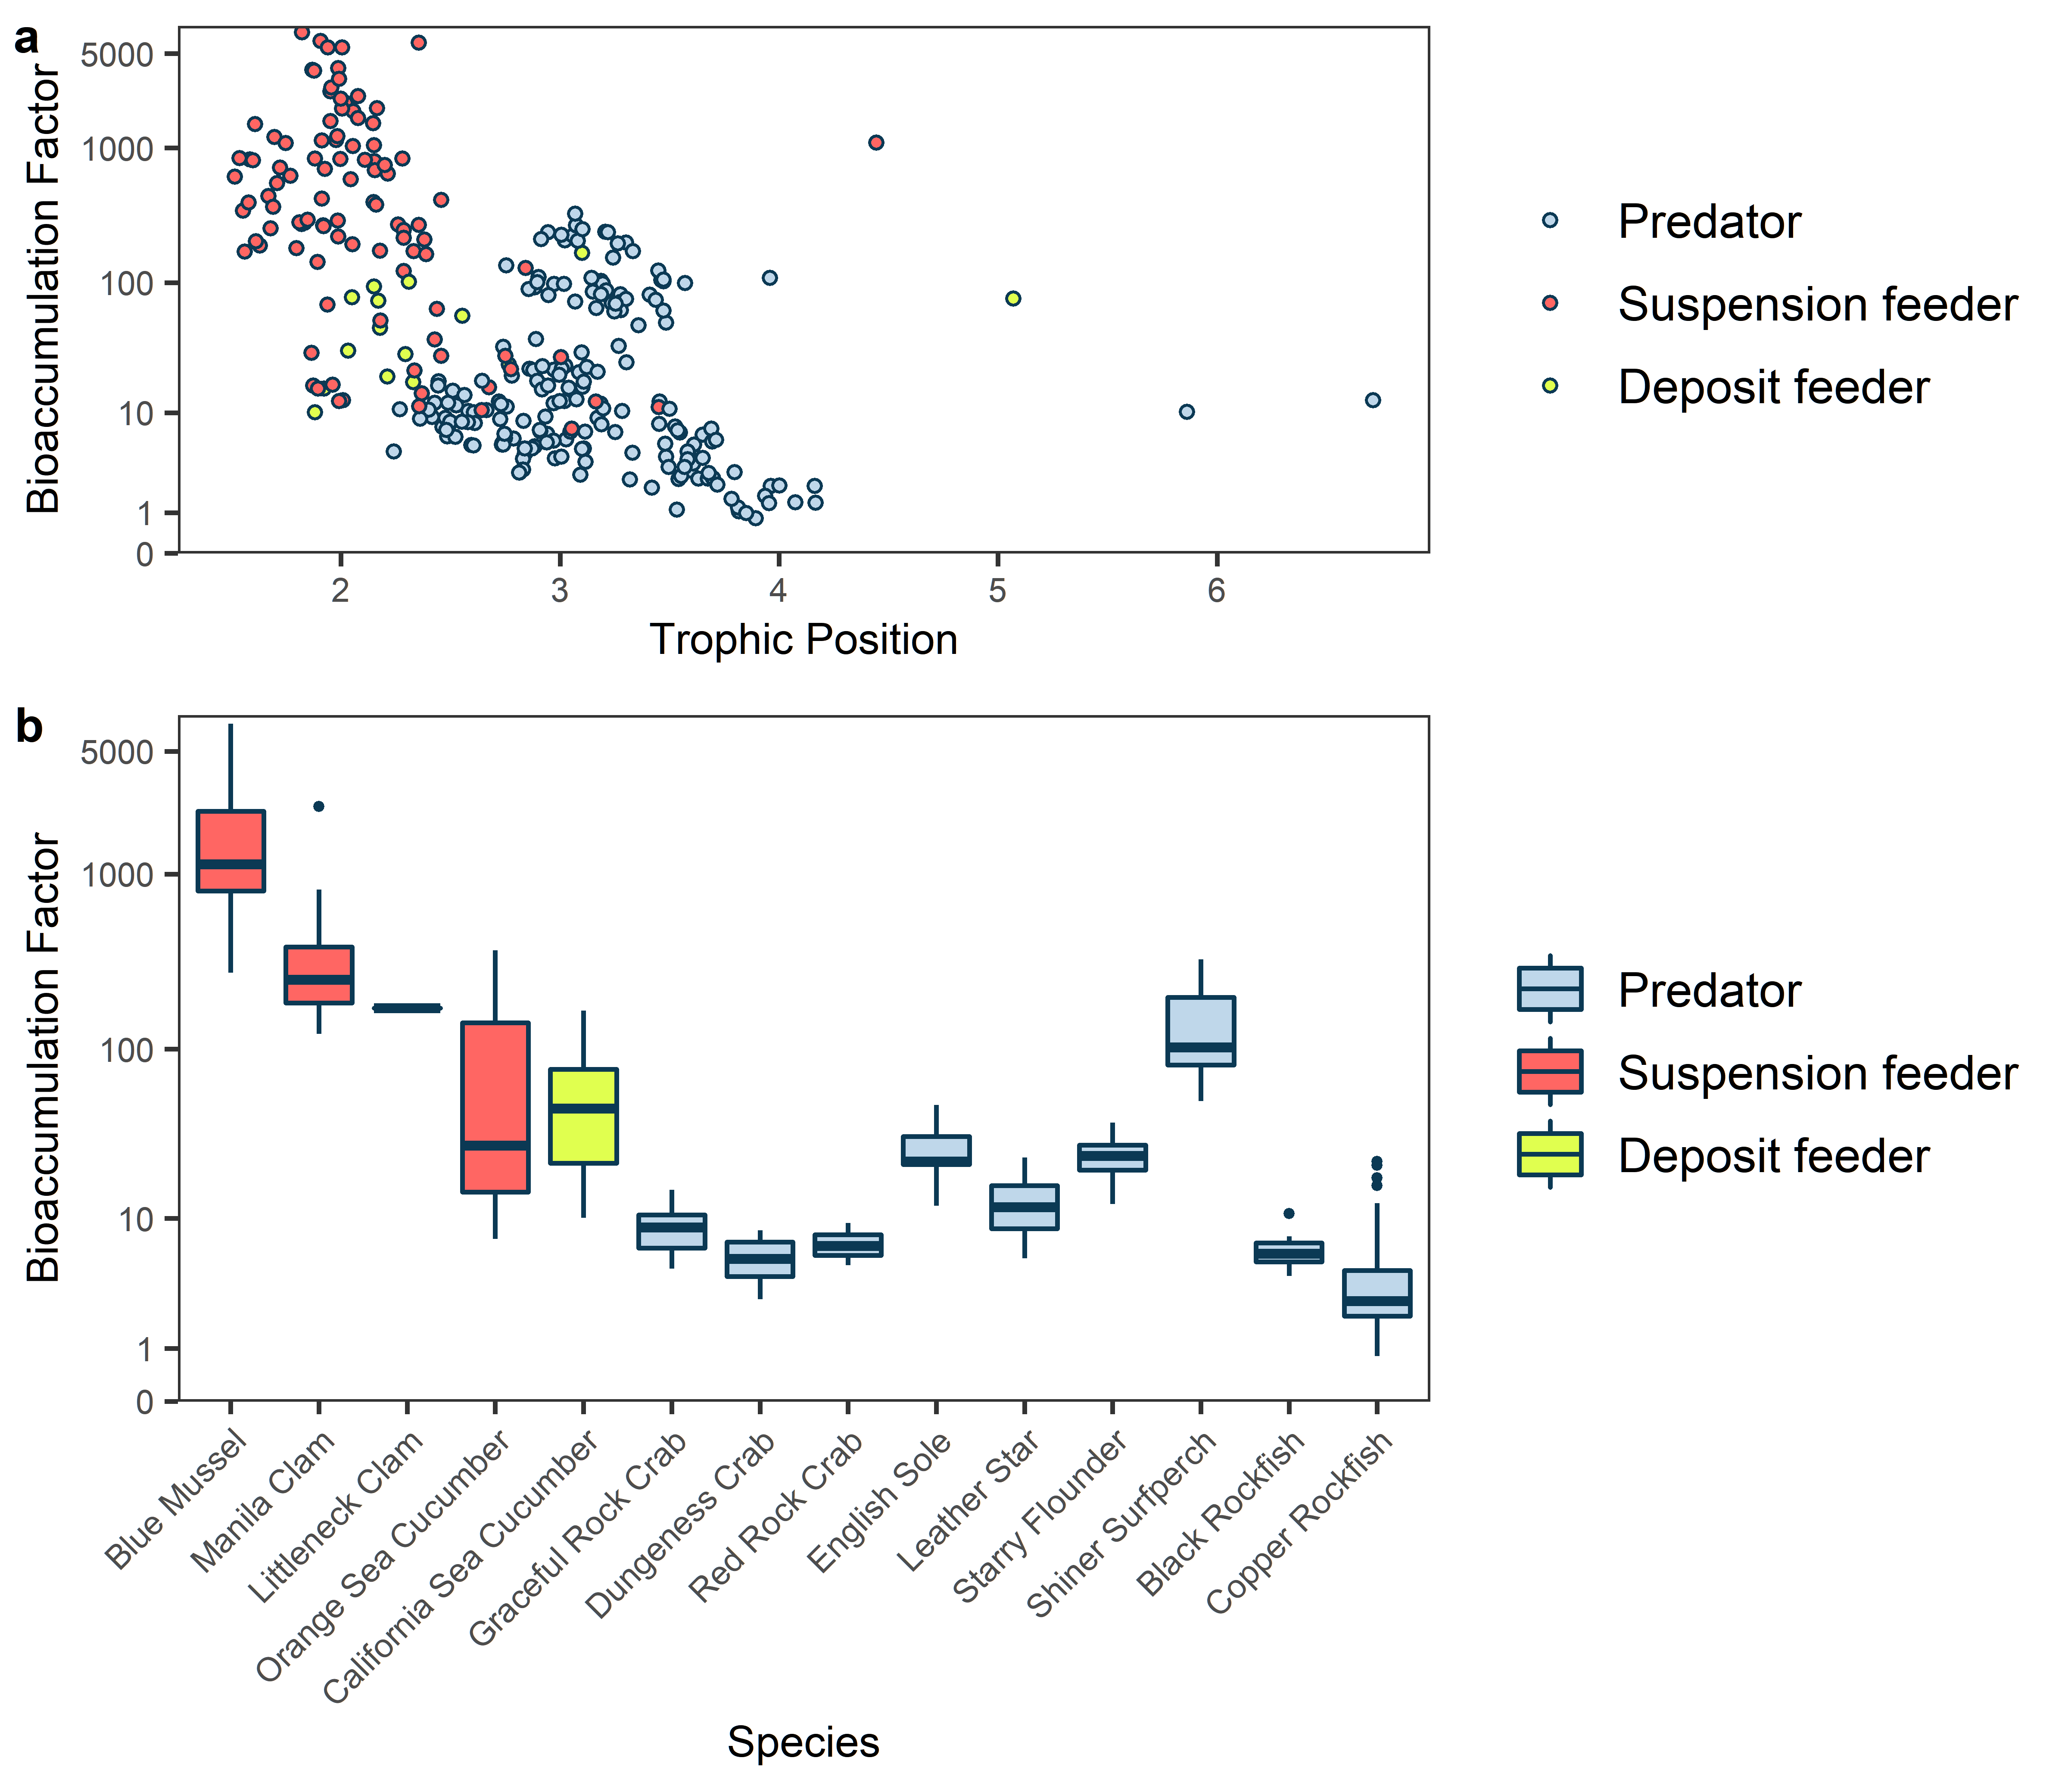 a
Bioaccumulation Factor
5000
1000
100
10
1
0
2 3 4 5 6
Trophic Position
Predator
Suspension feeder
Deposit feeder
b
Bioaccumulation Factor
5000
1000
100
10
1
0
Blue Mussel
Manila Clam
Littleneck Clam
Orange Sea Cucumber
California Sea Cucumber
Graceful Rock Crab
Dungeness Crab
Red Rock Crab
English Sole
Leather Star
Starry Flounder
Shiner Surfperch
Black Rockfish
Copper Rockfish
Species
Predator
Suspension feeder
Deposit feeder